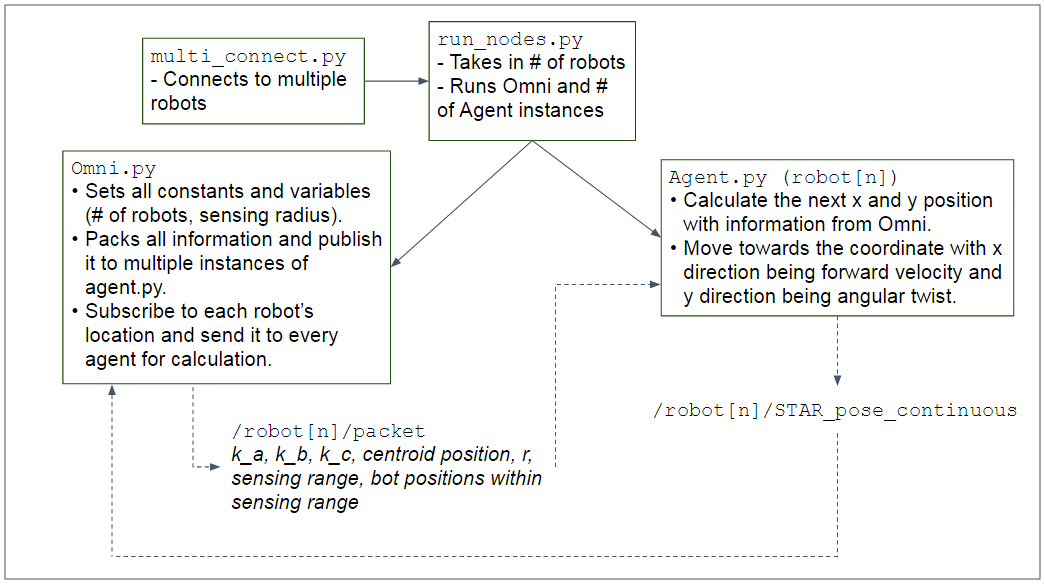 multi_connect.py
- Connects to multiple
robots
run_nodes.py
- Takes in # of robots
- Runs Omni and #
of Agent instances
Omni.py
• Sets all constants and variables
(# of robots, sensing radius).
• Packs all information and publish
it to multiple instances of
agent.py.
• Subscribe to each robot’s
location and send it to every
agent for calculation.
Agent.py (robot[n])
• Calculate the next x and y position
with information from Omni.
• Move towards the coordinate with x
direction being forward velocity and
y direction being angular twist.
/robot[n]/STAR_pose_continuous
/robot[n]/packet
k_a, k_b, k_c, centroid position, r,
sensing range, bot positions within
sensing range